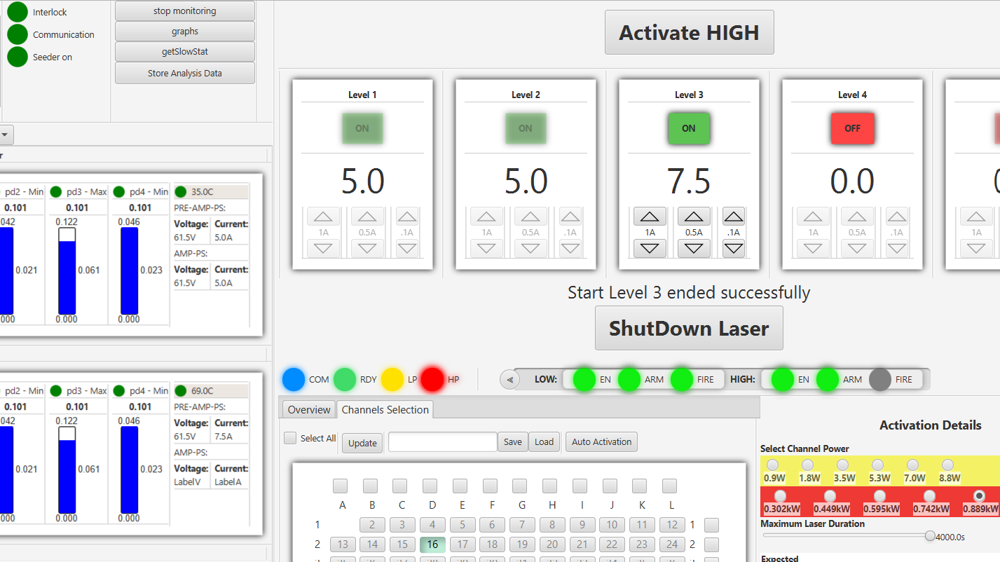 Interlock
Communication
Seeder on
stop monitoring
graphs
getSlowStat
Store Analysis Data
Activate HIGH
Level 1
ON
5.0
1A 0.5A .1A
Level 2
ON
5.0
1A 0.5A .1A
Level 3
ON
7.5
1A 0.5A .1A
Level 4
OFF
0.0
1A 0.5A .1A
1A
Start Level 3 ended successfully
ShutDown Laser
pd2 - Min pd3 - Max pd4 - Min 35.0C
0.101 0.101 0.101 PRE-AMP-PS:
042 0.122 0.046 Voltage: Current:
61.5V 5.0A
AMP-PS:
0.021 0.061 0.023 Voltage: Current:
61.5V 5.0A
000 0.000 0.000
pd2 - Min pd3 - Max pd4 - Min 69.0C
0.101 0.101 0.101 PRE-AMP-PS:
042 0.122 0.046 Voltage: Current:
61.5V 7.5A
AMP-PS:
0.021 0.061 0.023 Voltage: Current:
LabelV LabelA
000 0.000 0.000
COM RDY LP HP
LOW: EN ARM FIRE HIGH: EN ARM FIRE
Overview Channels Selection
Select All Update Save Load Auto Activation
A B C D E F G H I J K L
1 2 3 4 5 6 7 8 9 10 11 12 1
2 13 14 15 16 17 18 19 20 21 22 23 24 2
Activation Details
Select Channel Power
0.9W 1.8W 3.5W 5.3W 7.0W 8.8W
0.302kW 0.449kW 0.595kW 0.742kW 0.889kW
Maximum Laser Duration
4000.0s
Expected